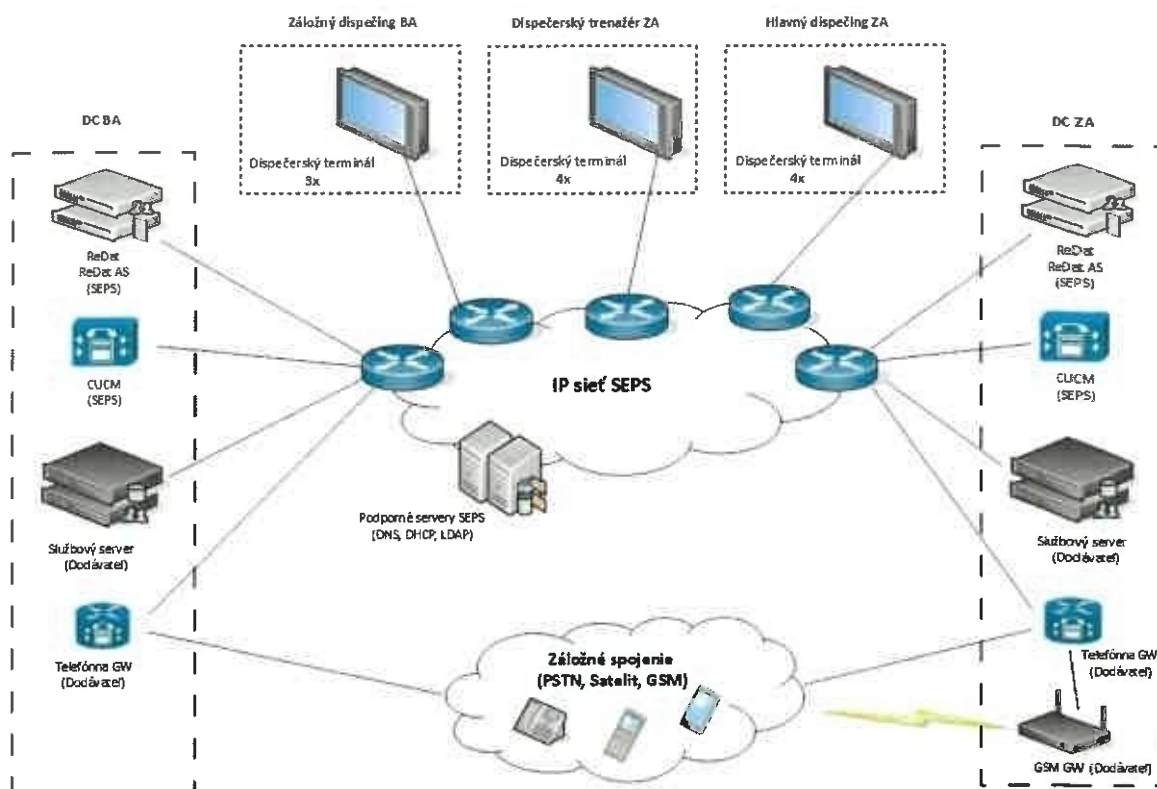 Záložný dispečing BA
Dispečerský trenažér ZA
Hlavný dispečing ZA
Dispečerský terminál
3x
Dispečerský terminál
4x
Dispečerský terminál
4x
DC BA
ReDat
ReDat AS
(SEPS)
CUCM
(SEPS)
Službový server
(Dodávateľ)
Telefónna GW
(Dodávateľ)
IP sieť SEPS
Podporné servery SEPS
(DNS, DHCP, LDAP)
Záložné spojenie
(PSTN, Satelit, GSM)
DC ZA
ReDat
ReDat AS
(SEPS)
CUCM
(SEPS)
Službový server
(Dodávateľ)
Telefónna GW
(Dodávateľ)
GSM GW (Dodávateľ)